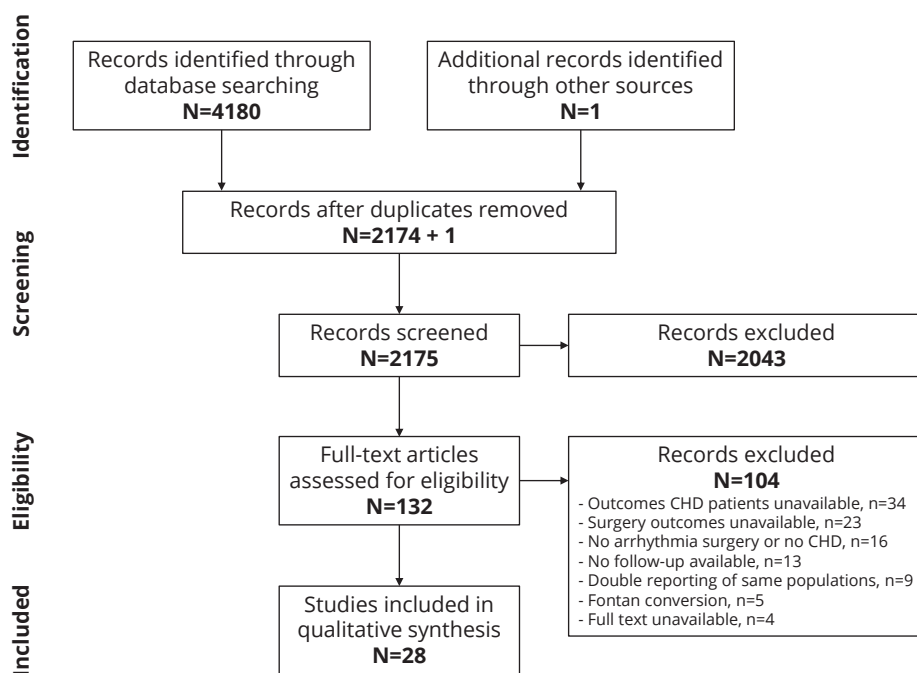 Identification
Records identified through
database searching
N=4180
Additional records identified
through other sources
N=1
Screening
Records after duplicates removed
N=2174 + 1
Records screened
N=2175
Records excluded
N=2043
Eligibility
Full-text articles
assessed for eligibility
N=132
Records excluded
N=104
- Outcomes CHD patients unavailable, n=34
- Surgery outcomes unavailable, n=23
- No arrhythmia surgery or no CHD, n=16
- No follow-up available, n=13
- Double reporting of same populations, n=9
- Fontan conversion, n=5
- Full text unavailable, n=4
Included
Studies included in
qualitative synthesis
N=28